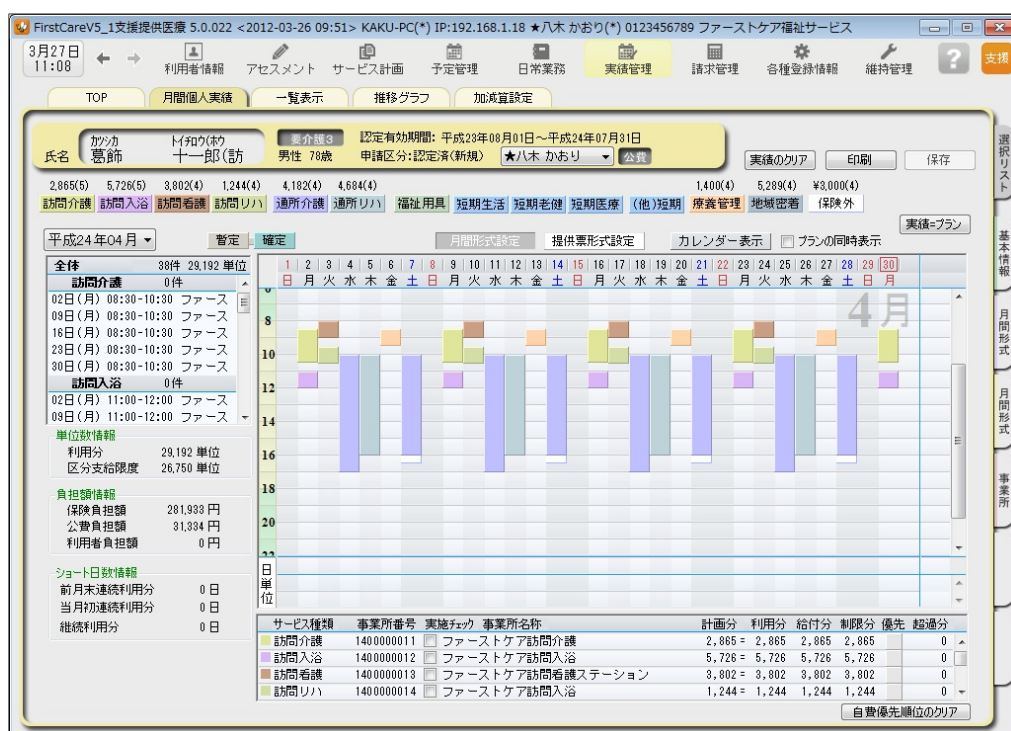 FirstCareV5_1支援提供医療 5.0.022 <2012-03-26 09:51> KAKU-PC(*) IP:192.168.1.18 ★八木 かおり(*) 0123456789 ファーストケア福祉サービス
3月27日
11:08
利用者情報 アセスメント サービス計画 予定管理 日常業務 実績管理 請求管理 各種登録情報 維持管理 ? 支援
TOP 月間個人実績 一覧表示 推移グラフ 加減算設定
カツシカ トイチロウ(ホウ
氏名 葛飾 十一郎(訪
要介護3 認定有効期間: 平成23年08月01日～平成24年07月31日
男性 78歳 申請区分:認定済(新規) ★八木 かおり 公費
実績のクリア 印刷 保存
2,865(5) 5,726(5) 3,802(4) 1,244(4) 4,182(4) 4,684(4) 1,400(4) 5,289(4) ¥3,000(4)
訪問介護 訪問入浴 訪問看護 訪問リハ 通所介護 通所リハ 福祉用具 短期生活 短期老健 短期医療 (他)短期 療養管理 地域密着 保険外
実績=プラン
平成24年04月 暫定 確定 月間形式設定 提供票形式設定 カレンダー表示 プランの同時表示
全体 38件 29,192 単位
訪問介護 0件
02日(月) 08:30-10:30 ファース
09日(月) 08:30-10:30 ファース
16日(月) 08:30-10:30 ファース
23日(月) 08:30-10:30 ファース
30日(月) 08:30-10:30 ファース
訪問入浴 0件
02日(月) 11:00-12:00 ファース
09日(月) 11:00-12:00 ファース
単位数情報
利用分 29,192 単位
区分支給限度 26,750 単位
負担額情報
保険負担額 281,933 円
公費負担額 31,334 円
利用者負担額 0 円
ショート日数情報
前月末連続利用分 0 日
当月初連続利用分 0 日
継続利用分 0 日
1 2 3 4 5 6 7 8 9 10 11 12 13 14 15 16 17 18 19 20 21 22 23 24 25 26 27 28 29 30
日 月 火 水 木 金 土 日 月 火 水 木 金 土 日 月 火 水 木 金 土 日 月 火 水 木 金 土 日 月
4月
8
10
12
14
16
18
20
22
日単位
サービス種類 事業所番号 実施チェック 事業所名称 計画分 利用分 給付分 制限分 優先 超過分
訪問介護 1400000011 ファーストケア訪問介護 2,865= 2,865 2,865 2,865 0
訪問入浴 1400000012 ファーストケア訪問入浴 5,726= 5,726 5,726 5,726 0
訪問看護 1400000013 ファーストケア訪問看護ステーション 3,802= 3,802 3,802 3,802 0
訪問リハ 1400000014 ファーストケア訪問入浴 1,244= 1,244 1,244 1,244 0
自費優先順位のクリア
選択リスト
基本情報
月間形式
月間形式
事業所